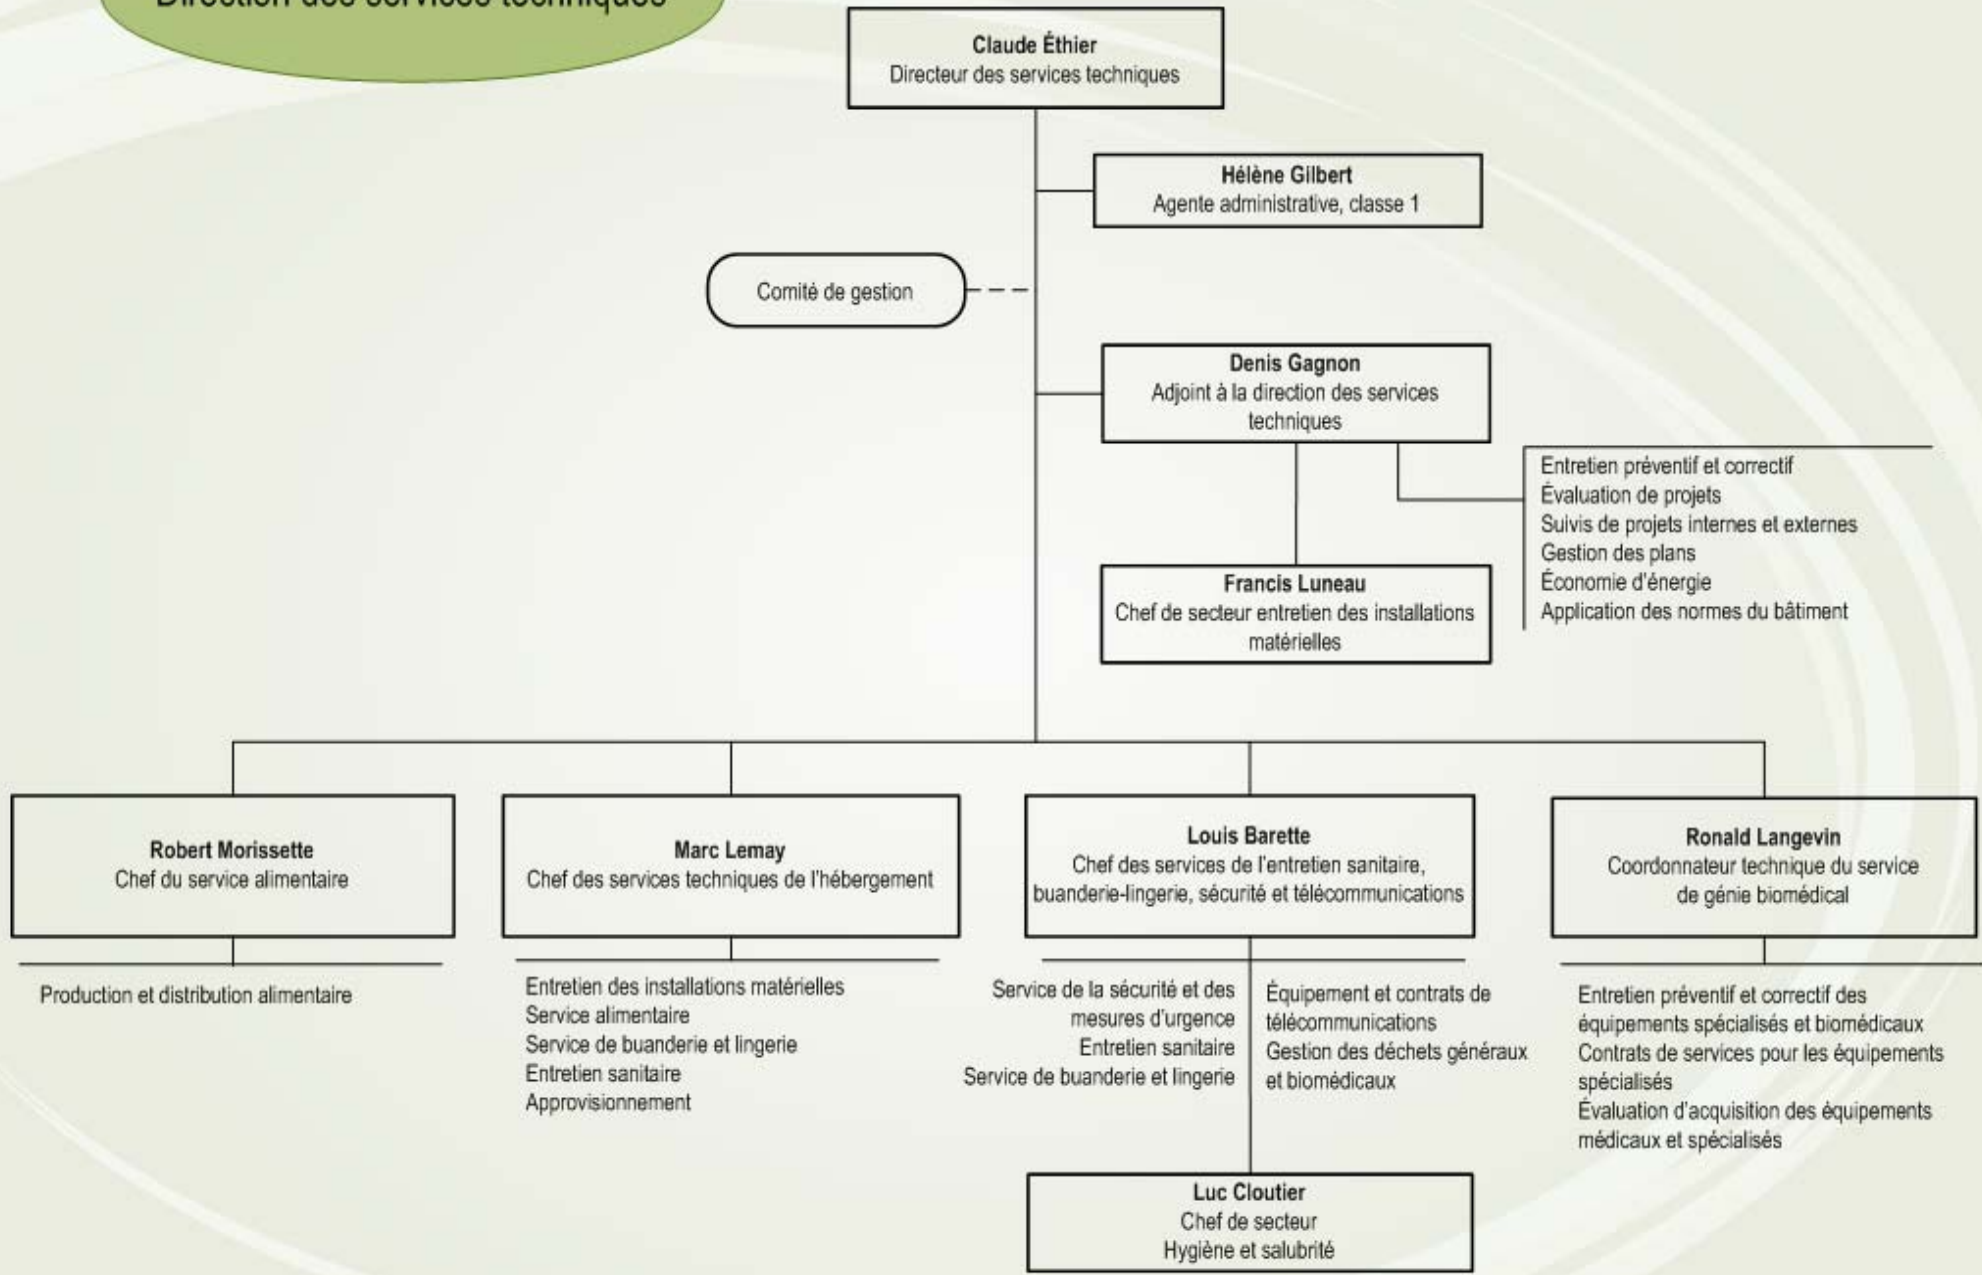 Direction des services techniques
Claude Éthier
Directeur des services techniques
Hélène Gilbert
Agente administrative, classe 1
Comité de gestion
Denis Gagnon
Adjoint à la direction des services
techniques
Entretien préventif et correctif
Évaluation de projets
Suivis de projets internes et externes
Gestion des plans
Économie d'énergie
Application des normes du bâtiment
Francis Luneau
Chef de secteur entretien des installations
matérielles
Robert Morissette
Chef du service alimentaire
Production et distribution alimentaire
Marc Lemay
Chef des services techniques de l'hébergement
Entretien des installations matérielles
Service alimentaire
Service de buanderie et lingerie
Entretien sanitaire
Approvisionnement
Louis Barette
Chef des services de l'entretien sanitaire,
buanderie-lingerie, sécurité et télécommunications
Service de la sécurité et des
mesures d'urgence
Entretien sanitaire
Service de buanderie et lingerie
Équipement et contrats de
télécommunications
Gestion des déchets généraux
et biomédicaux
Luc Cloutier
Chef de secteur
Hygiène et salubrité
Ronald Langevin
Coordonnateur technique du service
de génie biomédical
Entretien préventif et correctif des
équipements spécialisés et biomédicaux
Contrats de services pour les équipements
spécialisés
Évaluation d'acquisition des équipements
médicaux et spécialisés